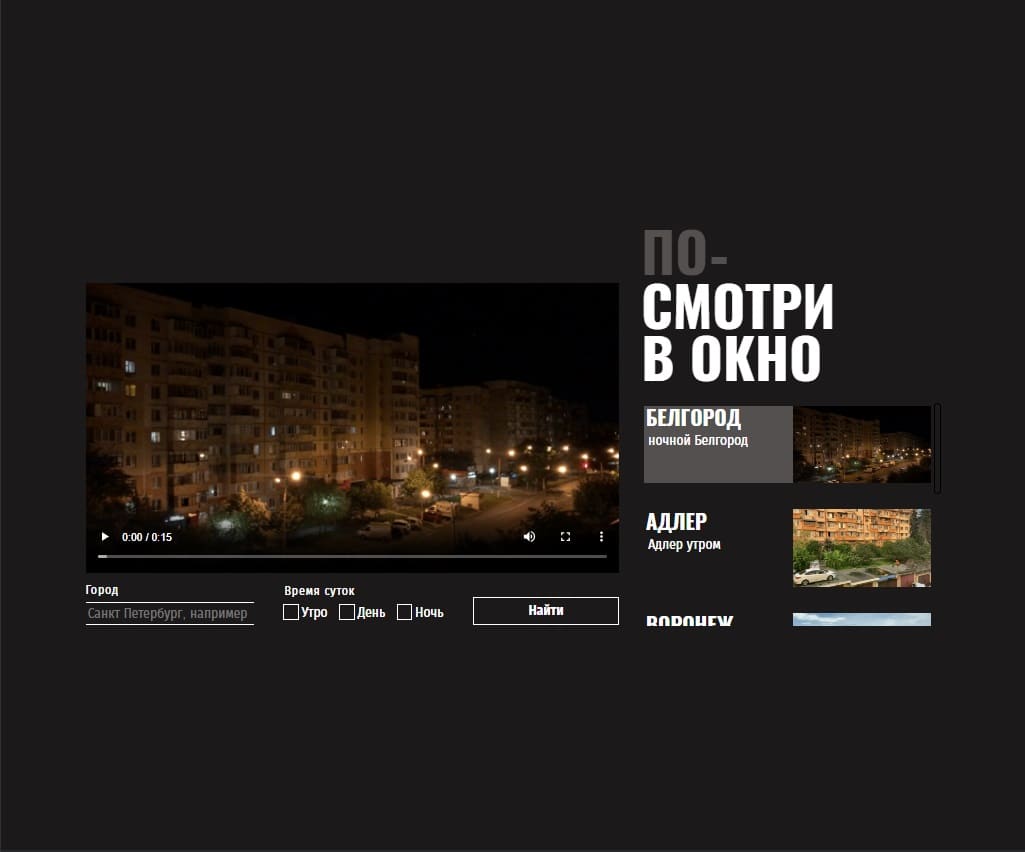 ПО-
СМОТРИ
В ОКНО
0:00 / 0:15
Город
Санкт Петербург, например
Время суток
Утро День Ночь
Найти
БЕЛГОРОД
ночной Белгород
АДЛЕР
Адлер утром
ВОРОНЕЖ